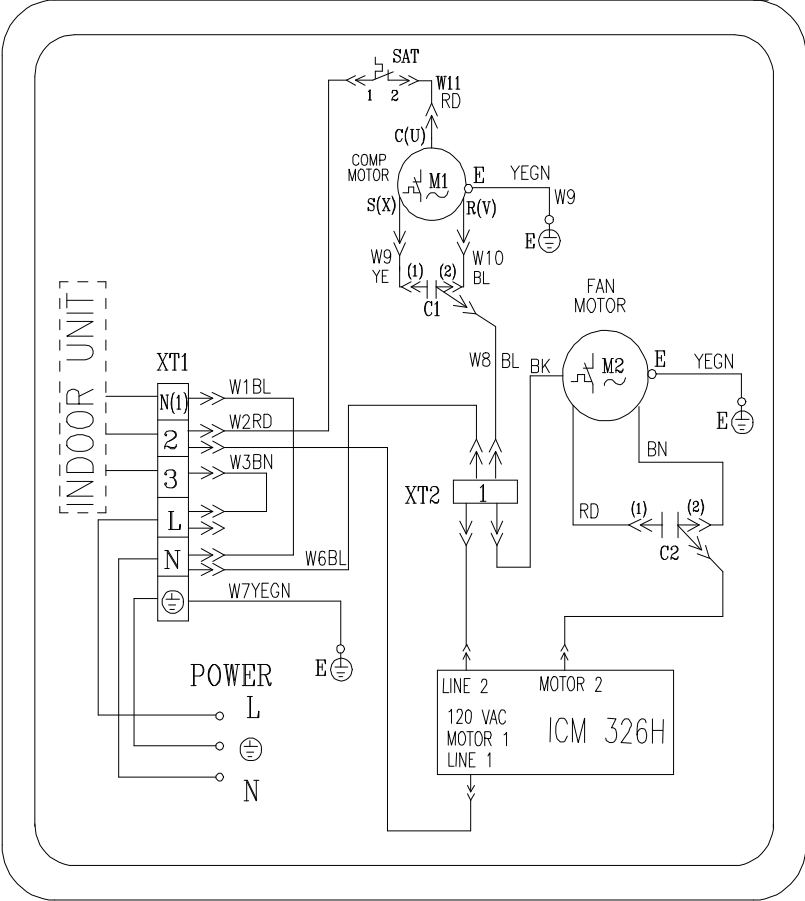 SAT
1 2
W11
RD
C(U)
COMP
MOTOR
M1
E
YEGN
W9
S(X)
R(V)
E
W9
YE
(1)
(2)
W10
BL
C1
FAN
MOTOR
INDOOR UNIT
XT1
W8 BL
BK
M2
E
YEGN
N(1)
W1BL
E
2
W2RD
BN
3
W3BN
XT2
1
L
RD
(1)
(2)
C2
N
W6BL
W7YEGN
E
POWER
L
N
LINE 2
MOTOR 2
120 VAC
MOTOR 1
LINE 1
ICM 326H